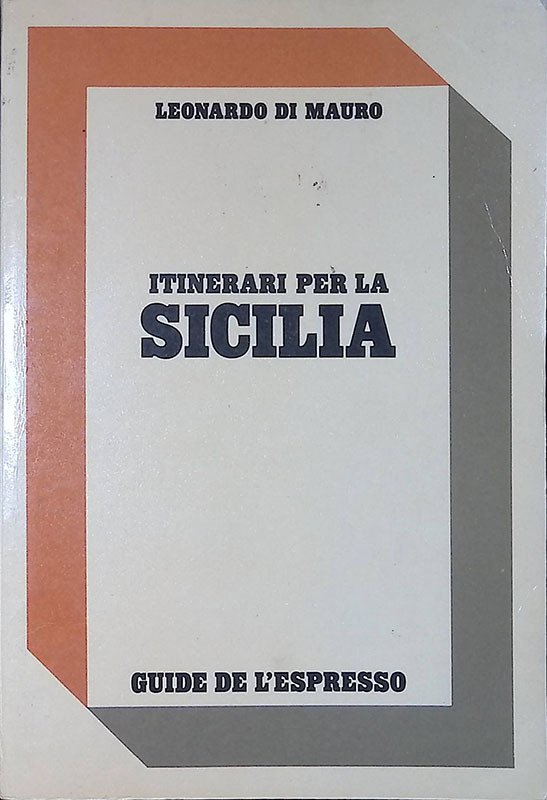 LEONARDO DI MAURO
ITINERARI PER LA
SICILIA
GUIDE DE L'ESPRESSO